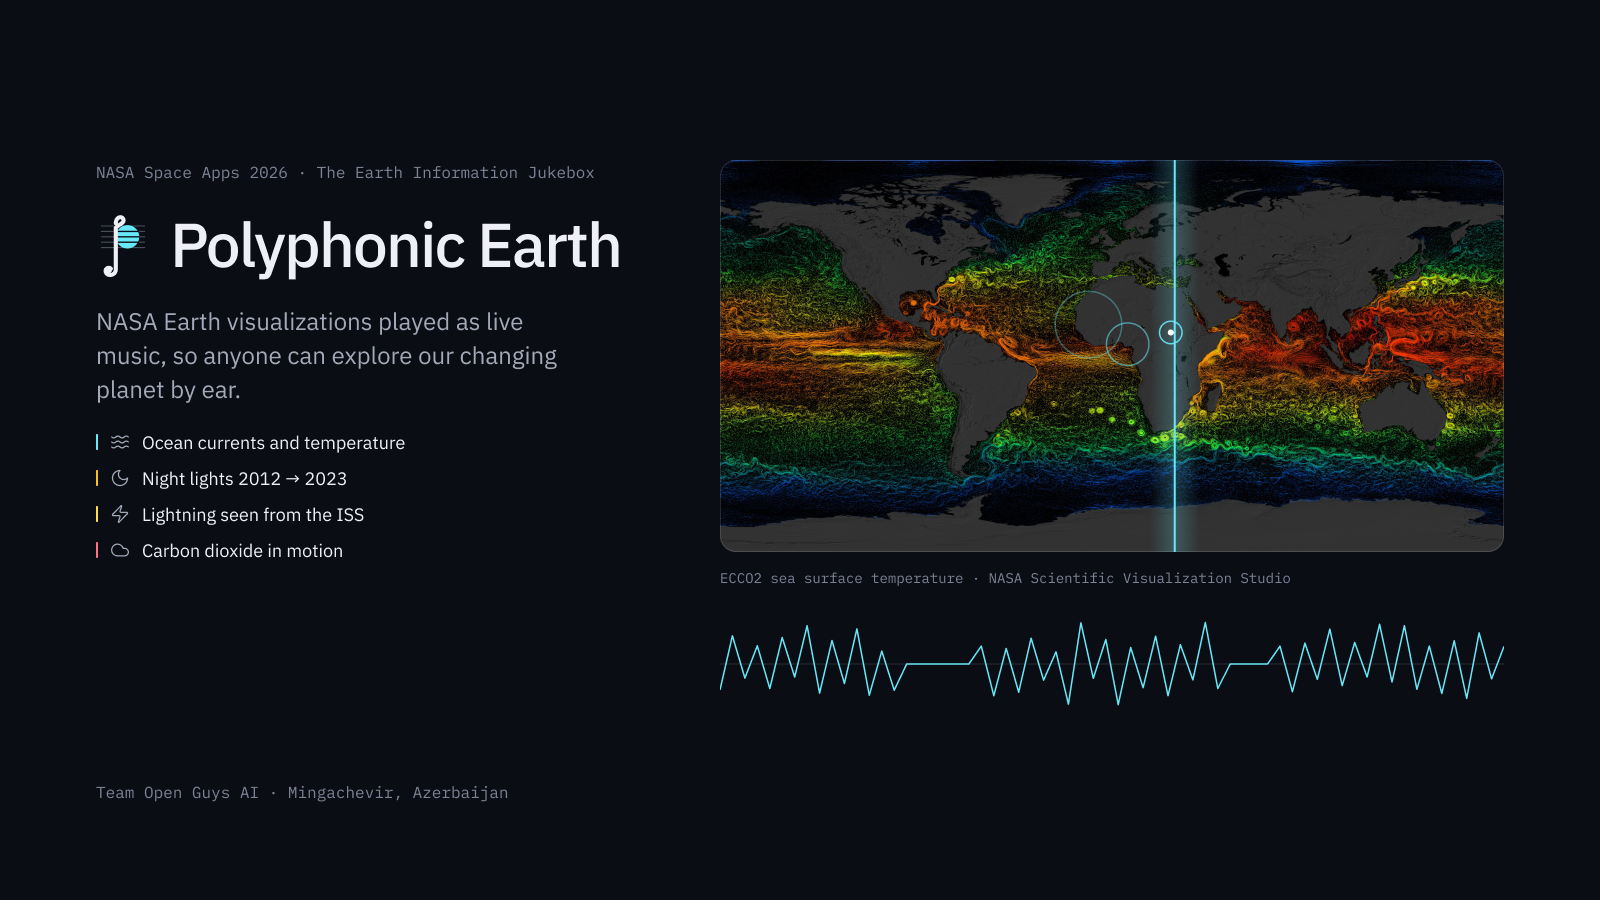 NASA Space Apps 2026 · The Earth Information Jukebox
Polyphonic Earth
NASA Earth visualizations played as live
music, so anyone can explore our changing
planet by ear.
Ocean currents and temperature
Night lights 2012 → 2023
Lightning seen from the ISS
Carbon dioxide in motion
ECCO2 sea surface temperature · NASA Scientific Visualization Studio
Team Open Guys AI · Mingachevir, Azerbaijan